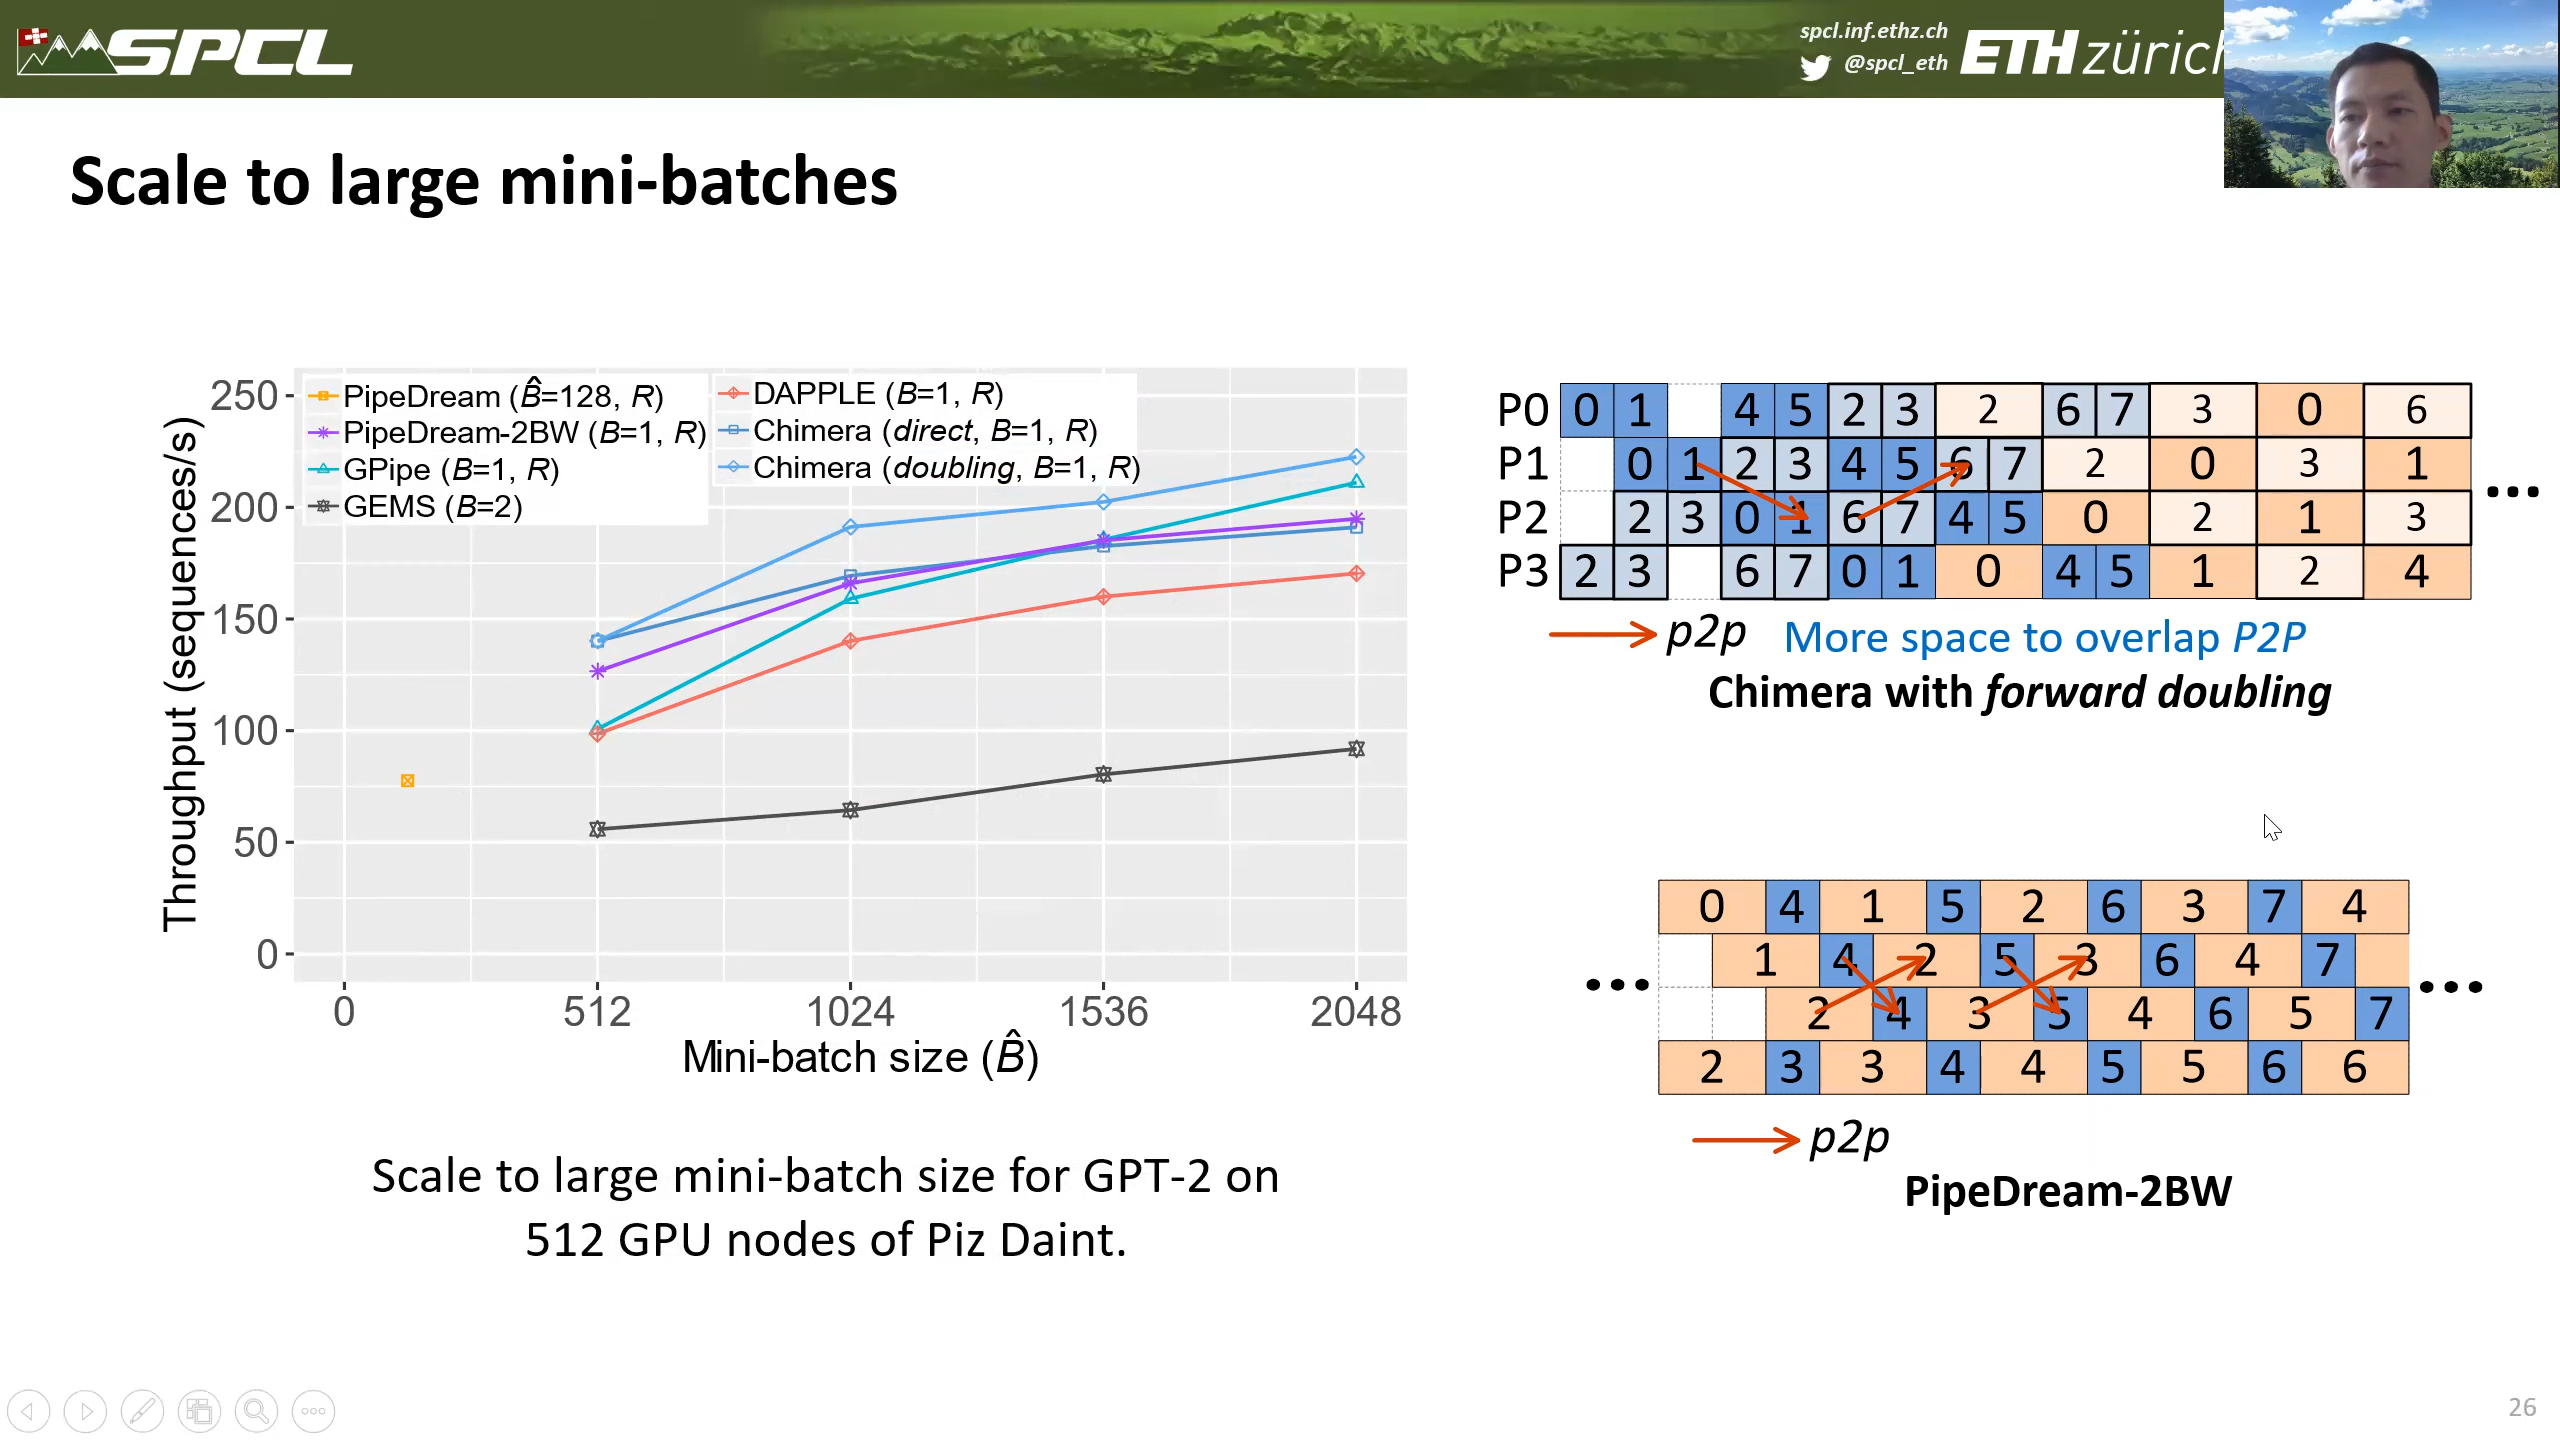 SPCL
spcl.inf.ethz.ch
@spcl_eth
ETH züric
Scale to large mini-batches
PipeDream (B̂=128, R)
PipeDream-2BW (B=1, R)
GPipe (B=1, R)
GEMS (B=2)
DAPPLE (B=1, R)
Chimera (direct, B=1, R)
Chimera (doubling, B=1, R)
Throughput (sequences/s)
250
200
150
100
50
0
0 512 1024 1536 2048
Mini-batch size (B̂)
Scale to large mini-batch size for GPT-2 on
512 GPU nodes of Piz Daint.
P0 0 1 4 5 2 3 2 6 7 3 0 6
P1 0 1 2 3 4 5 6 7 2 0 3 1
P2 2 3 0 1 6 7 4 5 0 2 1 3
P3 2 3 6 7 0 1 0 4 5 1 2 4
...
p2p More space to overlap P2P
Chimera with forward doubling
0 4 1 5 2 6 3 7 4
1 4 2 5 3 6 4 7
... ...
2 4 3 5 4 6 5 7
2 3 3 4 4 5 5 6 6
p2p
PipeDream-2BW
26